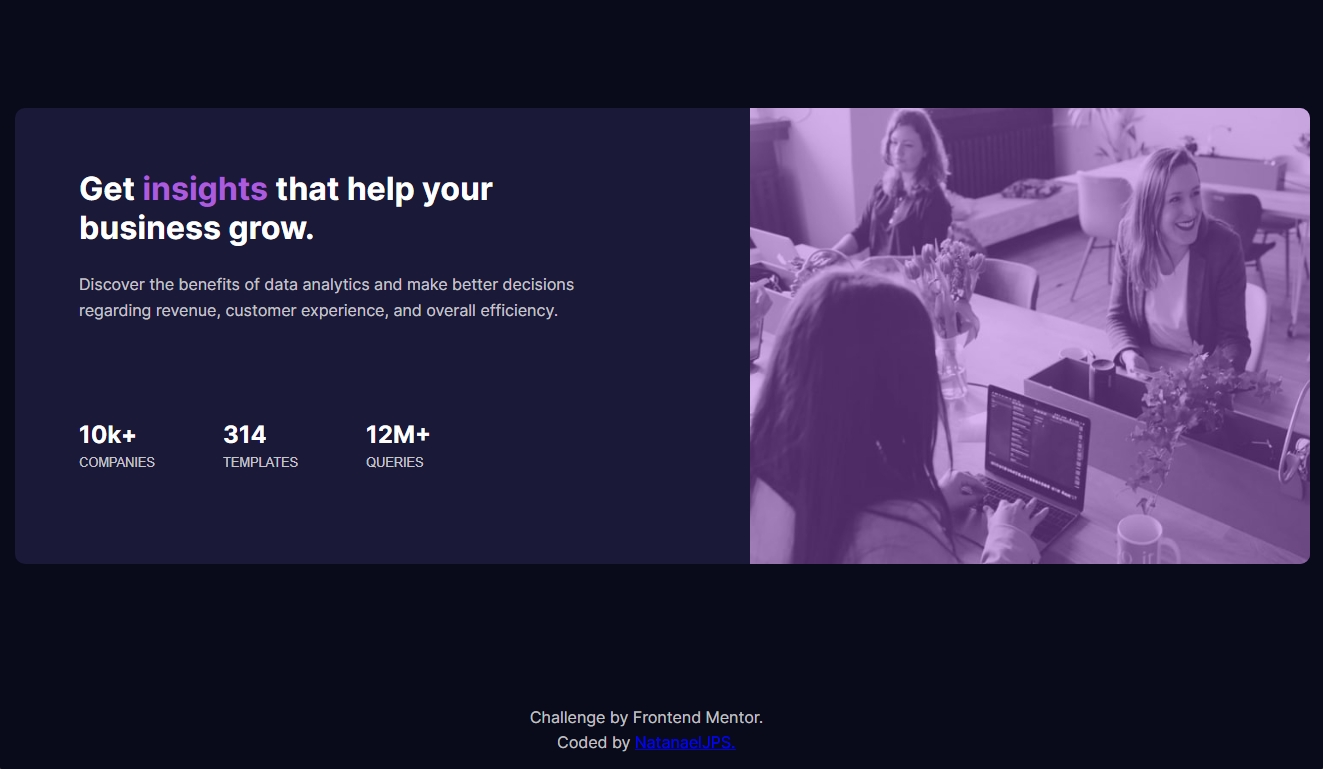 Get insights that help your
business grow.
Discover the benefits of data analytics and make better decisions
regarding revenue, customer experience, and overall efficiency.
10k+ 314 12M+
COMPANIES TEMPLATES QUERIES
Challenge by Frontend Mentor.
Coded by NatanaelJPS.